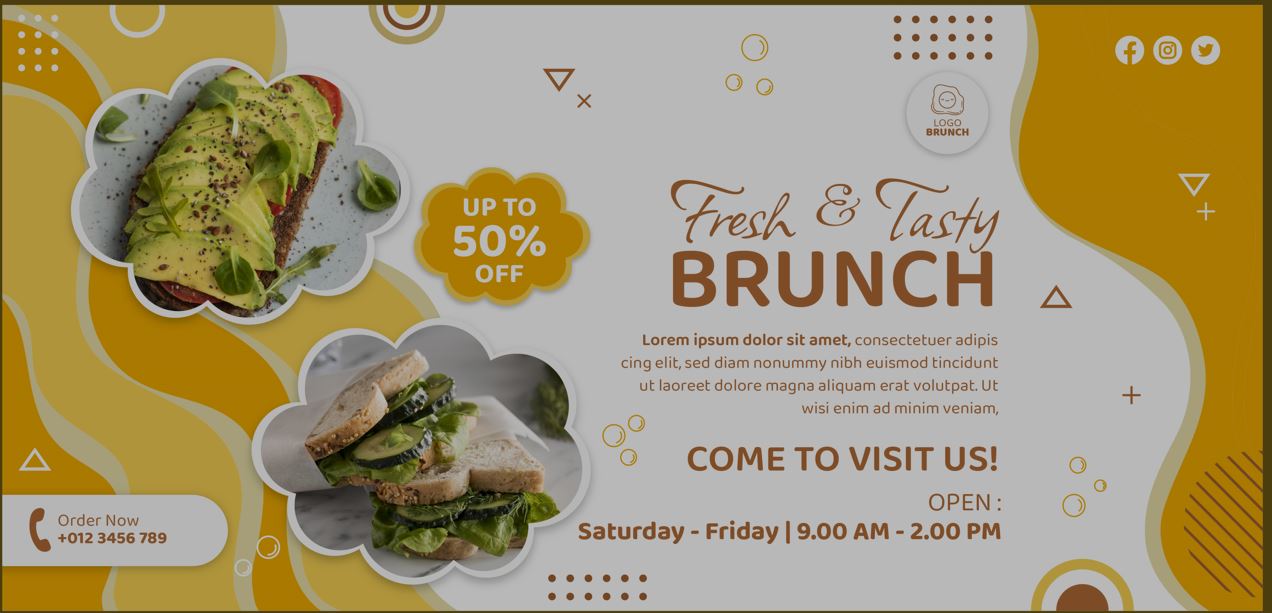 LOGO
BRUNCH
UP TO
50%
OFF
Fresh & Tasty
BRUNCH
Lorem ipsum dolor sit amet, consectetuer adipis
cing elit, sed diam nonummy nibh euismod tincidunt
ut laoreet dolore magna aliquam erat volutpat. Ut
wisi enim ad minim veniam,
COME TO VISIT US!
OPEN :
Saturday - Friday | 9.00 AM - 2.00 PM
Order Now
+012 3456 789